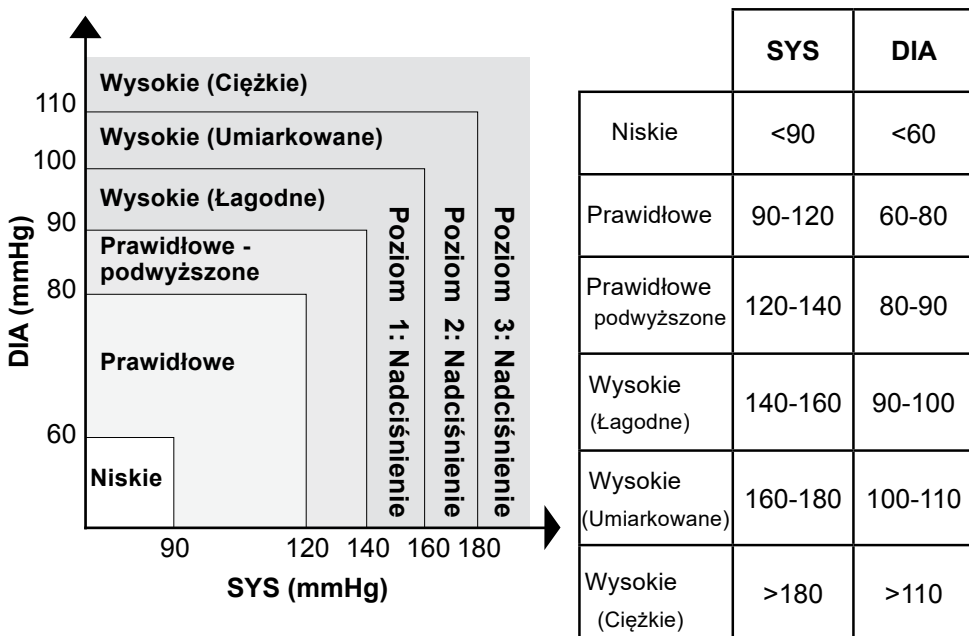 Wysokie (Ciężkie)
110
Wysokie (Umiarkowane)
100
Wysokie (Łagodne)
90
Prawidłowe -
podwyższone
80
Prawidłowe
60
Niskie
DIA (mmHg)
Poziom 1: Nadciśnienie
Poziom 2: Nadciśnienie
Poziom 3: Nadciśnienie
90 120 140 160 180
SYS (mmHg)
SYS DIA
Niskie <90 <60
Prawidłowe 90-120 60-80
Prawidłowe
podwyższone 120-140 80-90
Wysokie
(Łagodne) 140-160 90-100
Wysokie
(Umiarkowane) 160-180 100-110
Wysokie
(Ciężkie) >180 >110